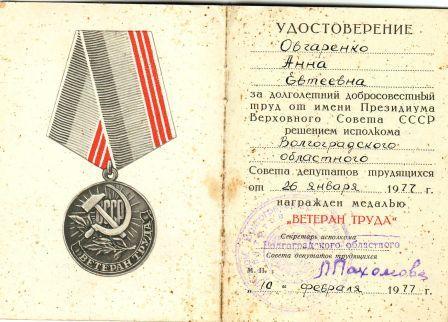 СССР
ВЕТЕРАН ТРУДА
УДОСТОВЕРЕНИЕ
Овчаренко
Анна
Евтеевна
за долголетний добросовестный
труд от имени Президиума
Верховного Совета СССР
решением исполкома
Волгоградского
областного
Совета депутатов трудящихся
от 26 января 1977 г.
награжден медалью
„ВЕТЕРАН ТРУДА“
Секретарь исполкома
Волгоградского областного
Совета депутатов трудящихся
М. П. Пахомова
„10“ февраля 1977 г.